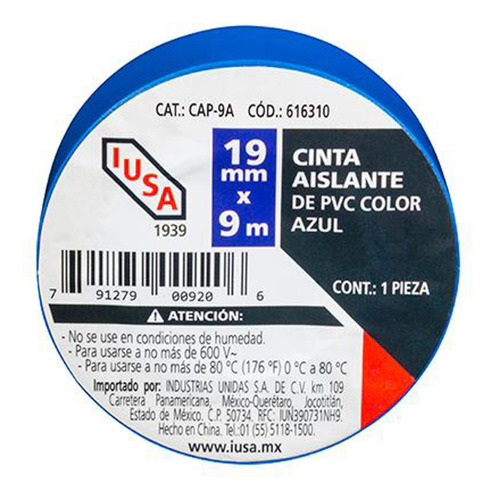 CAT.: CAP-9A CÓD.: 616310
IUSA
1939
19
mm
x
9 m
CINTA
AISLANTE
DE PVC COLOR
AZUL
CONT.: 1 PIEZA
7 91279 00920 6
ATENCIÓN:
- No se use en condiciones de humedad.
- Para usarse a no más de 600 V~
- Para usarse a no más de 80 °C (176 °F) 0 °C a 80 °C
Importado por: INDUSTRIAS UNIDAS S.A. DE C.V. km 109
Carretera Panamericana, México-Querétaro, Jocotitlán,
Estado de México. C.P. 50734. RFC: IUN390731NH9.
Hecho en China. Tel.:01 (55) 5118-1500.
www.iusa.mx